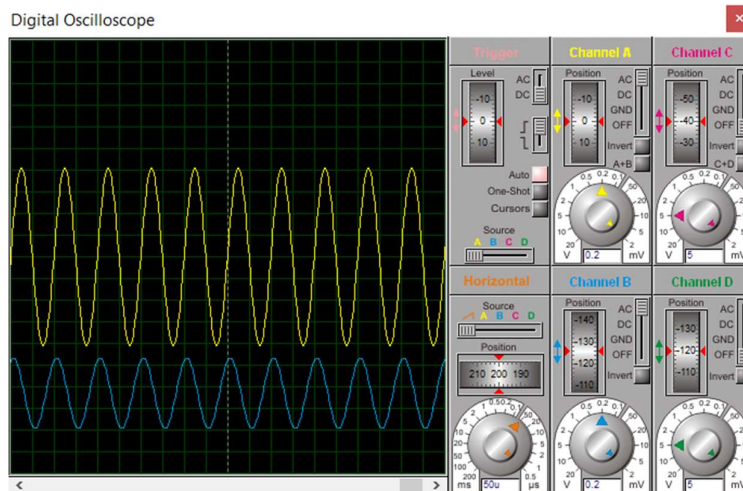 Digital Oscilloscope
Trigger
Level
AC
DC
-10
0
10
Auto
One-Shot
Cursors
Source
A B C D
Channel A
Position
AC
DC
GND
OFF
Invert
A+B
-10
0
10
V
0.2
mV
Channel C
Position
AC
DC
GND
OFF
Invert
C+D
-50
-40
-30
V
5
mV
Horizontal
Source
A B C D
Position
210 200 190
ms
50u
µs
Channel B
Position
AC
DC
GND
OFF
Invert
-140
-130
-120
-110
V
0.2
mV
Channel D
Position
AC
DC
GND
OFF
Invert
-130
-120
-110
V
5
mV